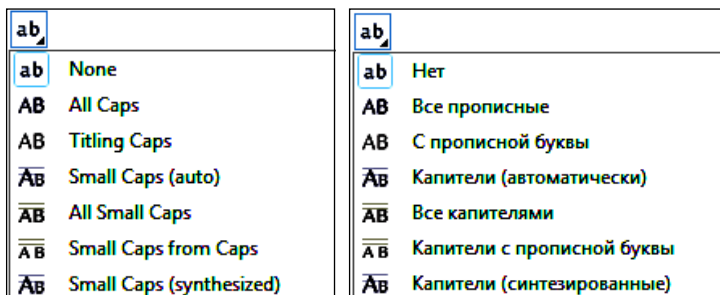 ab
ab None
AB All Caps
AB Titling Caps
AB Small Caps (auto)
AB All Small Caps
AB Small Caps from Caps
AB Small Caps (synthesized)
ab
ab Нет
AB Все прописные
AB С прописной буквы
AB Капители (автоматически)
AB Все капителями
AB Капители с прописной буквы
AB Капители (синтезированные)